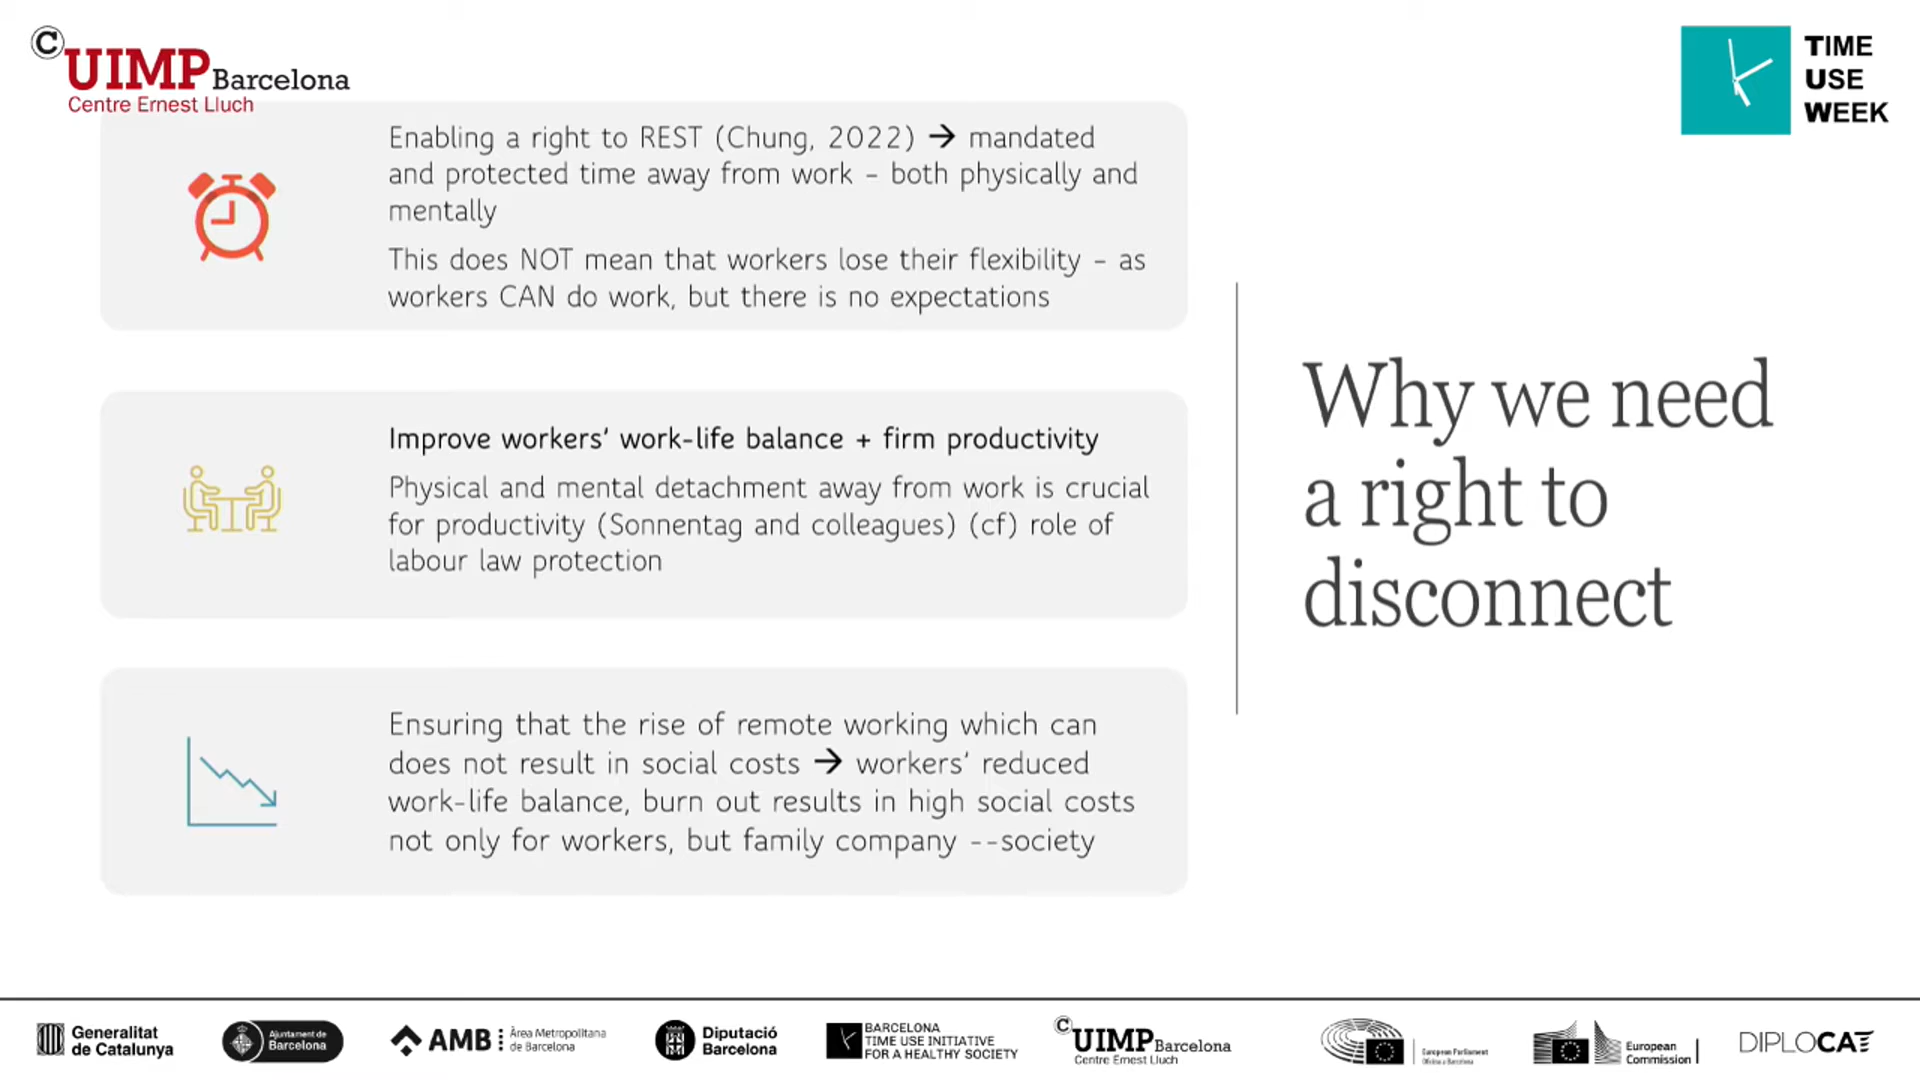 © UIMP Barcelona
Centre Ernest Lluch
TIME
USE
WEEK
Enabling a right to REST (Chung, 2022) → mandated
and protected time away from work – both physically and
mentally
This does NOT mean that workers lose their flexibility – as
workers CAN do work, but there is no expectations
Improve workers’ work-life balance + firm productivity
Physical and mental detachment away from work is crucial
for productivity (Sonnentag and colleagues) (cf) role of
labour law protection
Ensuring that the rise of remote working which can
does not result in social costs → workers’ reduced
work-life balance, burn out results in high social costs
not only for workers, but family company --society
Why we need
a right to
disconnect
Generalitat
de Catalunya
Ajuntament de
Barcelona
AMB
Àrea Metropolitana
de Barcelona
Diputació
Barcelona
BARCELONA
TIME USE INITIATIVE
FOR A HEALTHY SOCIETY
© UIMP Barcelona
Centre Ernest Lluch
European Parliament
Oficina a Barcelona
European
Commission
DIPLOCAT